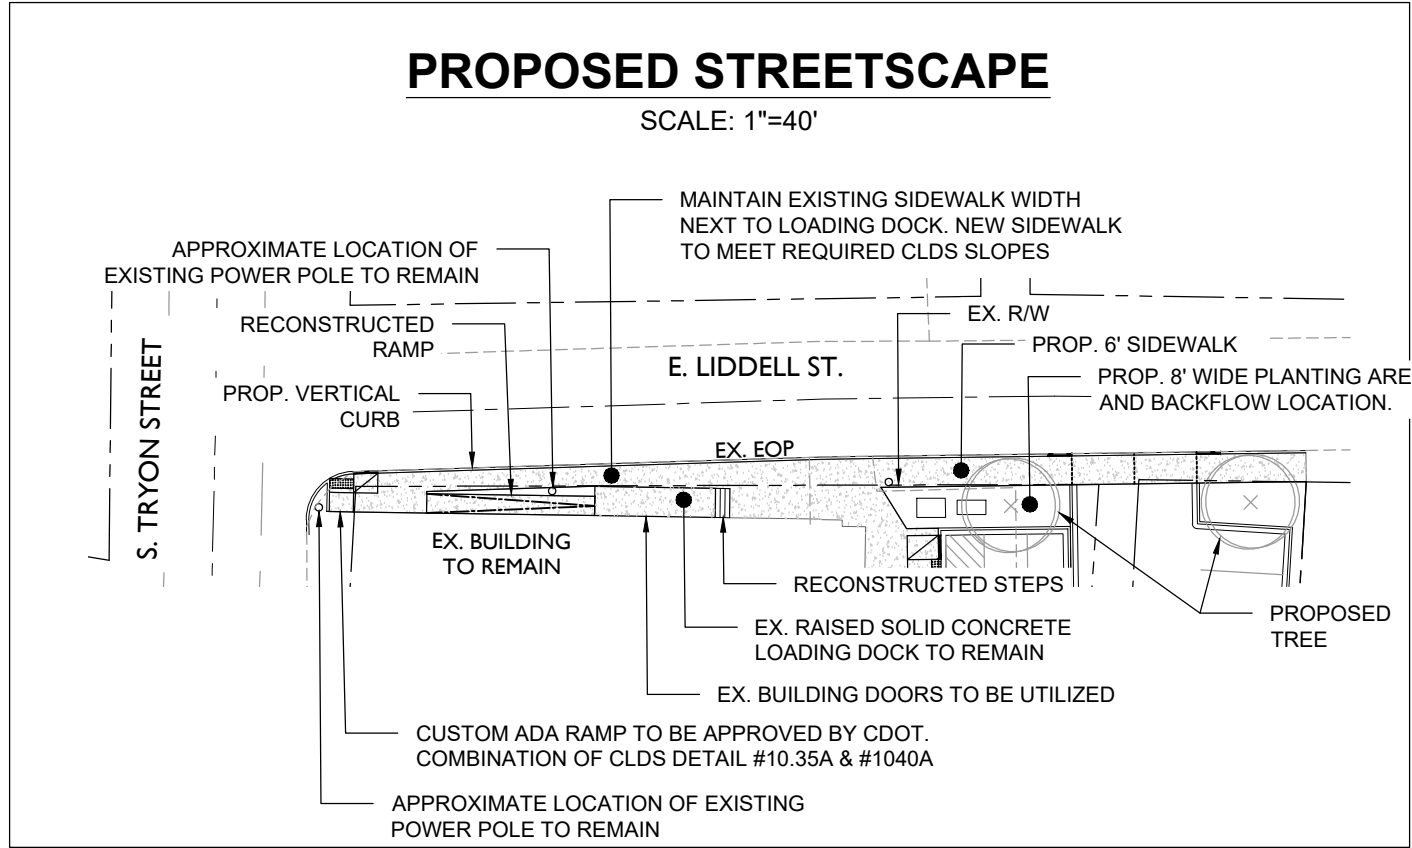 PROPOSED STREETSCAPE
SCALE: 1"=40'
MAINTAIN EXISTING SIDEWALK WIDTH
NEXT TO LOADING DOCK. NEW SIDEWALK
TO MEET REQUIRED CLDS SLOPES
APPROXIMATE LOCATION OF
EXISTING POWER POLE TO REMAIN
RECONSTRUCTED
RAMP
EX. R/W
PROP. 6' SIDEWALK
E. LIDDELL ST.
PROP. 8' WIDE PLANTING ARE
AND BACKFLOW LOCATION.
PROP. VERTICAL
CURB
S. TRYON STREET
EX. EOP
EX. BUILDING
TO REMAIN
RECONSTRUCTED STEPS
PROPOSED
TREE
EX. RAISED SOLID CONCRETE
LOADING DOCK TO REMAIN
EX. BUILDING DOORS TO BE UTILIZED
CUSTOM ADA RAMP TO BE APPROVED BY CDOT.
COMBINATION OF CLDS DETAIL #10.35A & #1040A
APPROXIMATE LOCATION OF EXISTING
POWER POLE TO REMAIN